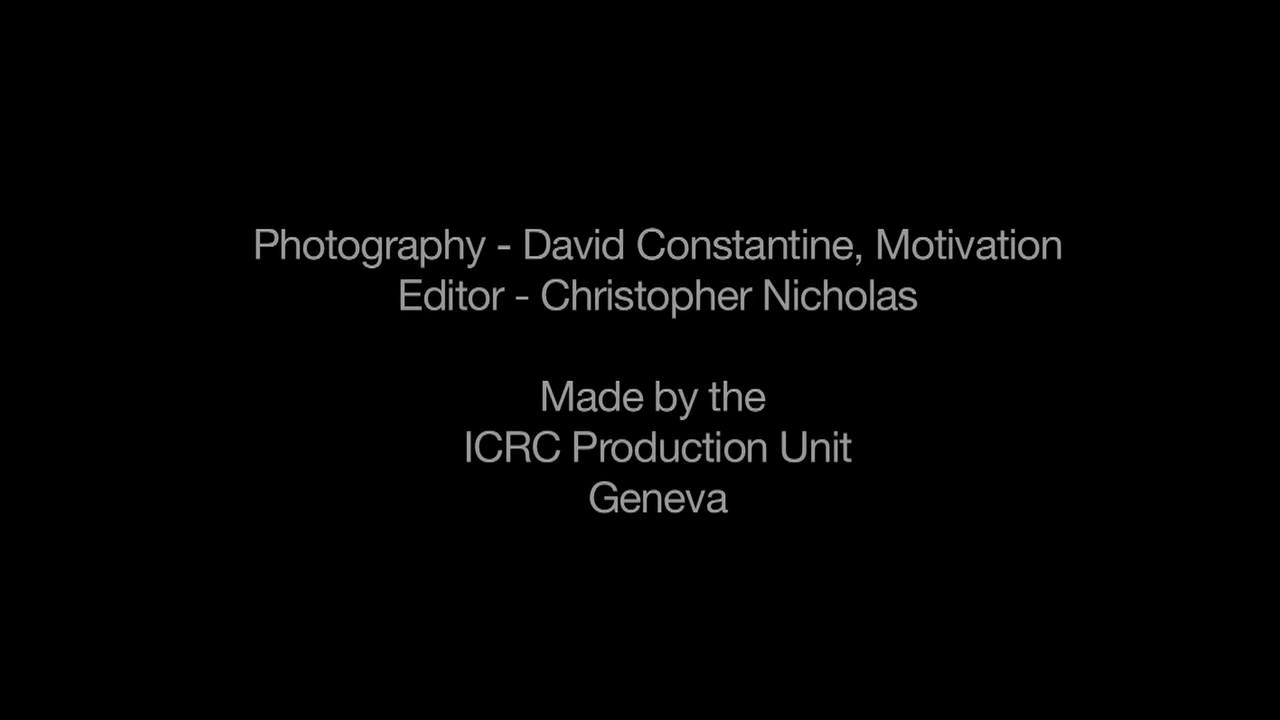 Photography - David Constantine, Motivation
Editor - Christopher Nicholas
Made by the
ICRC Production Unit
Geneva